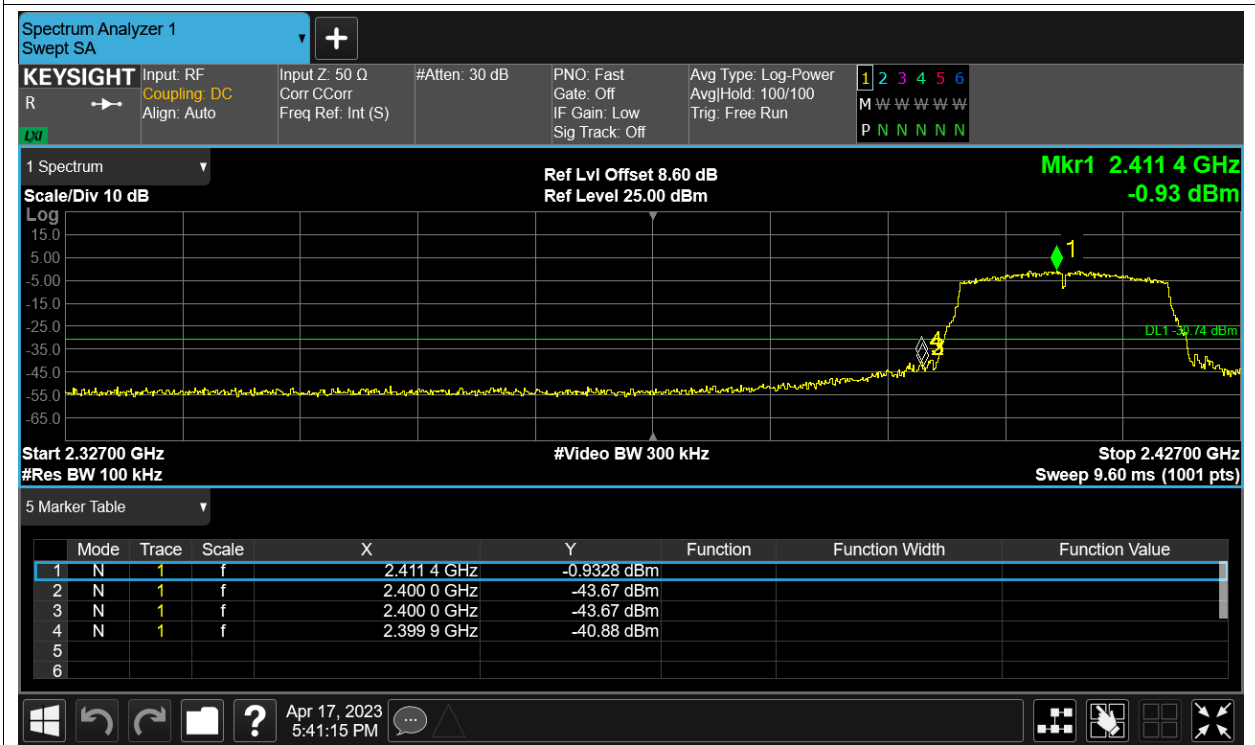 Spectrum Analyzer 1
Swept SA
+
KEYSIGHT
R
LXI
Input: RF
Coupling: DC
Align: Auto
Input Z: 50 Ω
Corr CCorr
Freq Ref: Int (S)
#Atten: 30 dB
PNO: Fast
Gate: Off
IF Gain: Low
Sig Track: Off
Avg Type: Log-Power
Avg|Hold: 100/100
Trig: Free Run
1 2 3 4 5 6
M W W W W W
P N N N N N
1 Spectrum
Scale/Div 10 dB
Ref Lvl Offset 8.60 dB
Ref Level 25.00 dBm
Mkr1 2.411 4 GHz
-0.93 dBm
Log
15.0
5.00
-5.00
-15.0
-25.0
-35.0
-45.0
-55.0
-65.0
1
4
DL1 -30.74 dBm
Start 2.32700 GHz
#Res BW 100 kHz
#Video BW 300 kHz
Stop 2.42700 GHz
Sweep 9.60 ms (1001 pts)
5 Marker Table
Mode Trace Scale X Y Function Function Width Function Value
1 N 1 f 2.411 4 GHz -0.9328 dBm
2 N 1 f 2.400 0 GHz -43.67 dBm
3 N 1 f 2.400 0 GHz -43.67 dBm
4 N 1 f 2.399 9 GHz -40.88 dBm
5
6
?
Apr 17, 2023
5:41:15 PM